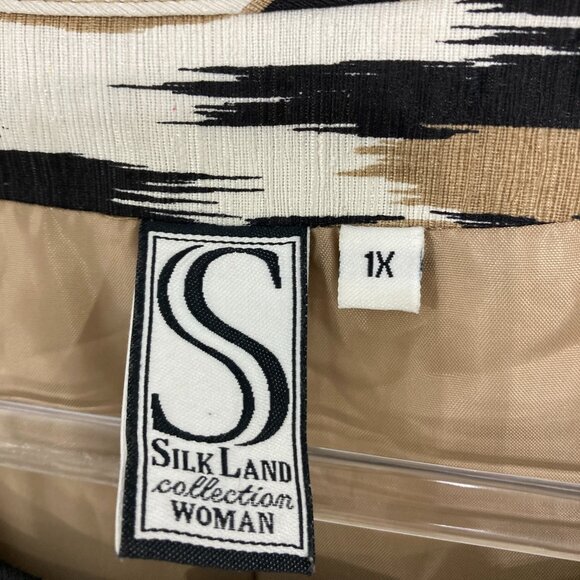 S
SILK LAND
collection
WOMAN
1X